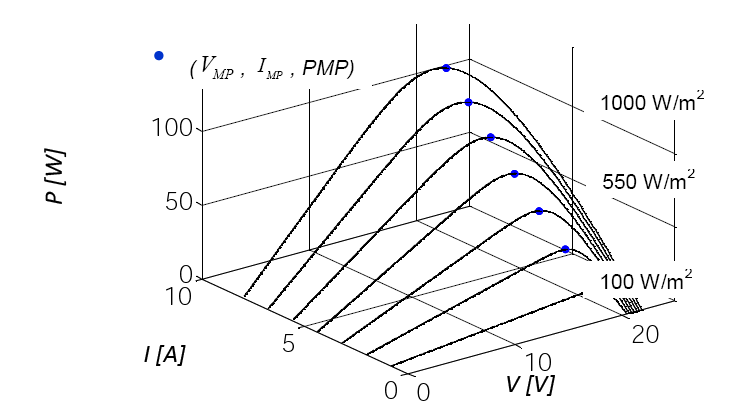 (V_MP , I_MP , PMP)
1000 W/m²
100
P [W]
550 W/m²
50
0
100 W/m²
10
20
5
I [A]
10
V [V]
0
0